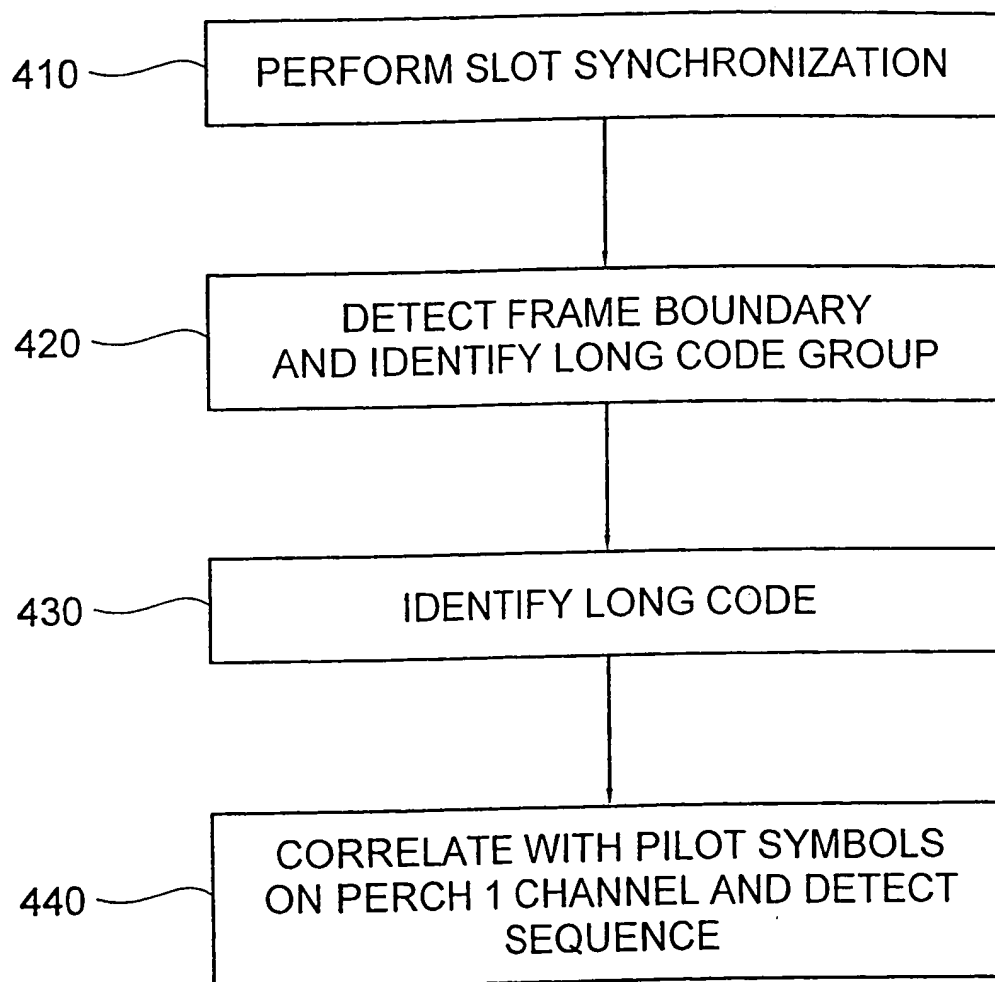 410
PERFORM SLOT SYNCHRONIZATION
420
DETECT FRAME BOUNDARY
AND IDENTIFY LONG CODE GROUP
430
IDENTIFY LONG CODE
440
CORRELATE WITH PILOT SYMBOLS
ON PERCH 1 CHANNEL AND DETECT
SEQUENCE